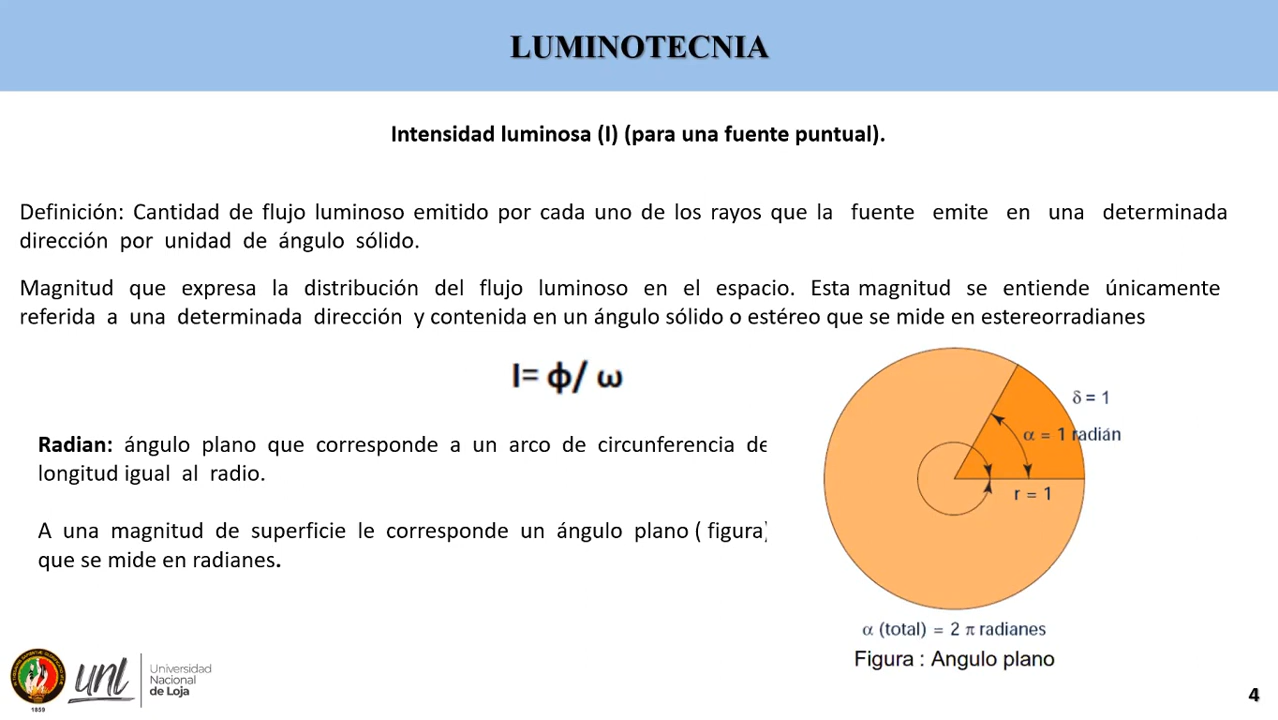 LUMINOTECNIA
Intensidad luminosa (I) (para una fuente puntual).
Definición: Cantidad de flujo luminoso emitido por cada uno de los rayos que la fuente emite en una determinada
dirección por unidad de ángulo sólido.
Magnitud que expresa la distribución del flujo luminoso en el espacio. Esta magnitud se entiende únicamente
referida a una determinada dirección y contenida en un ángulo sólido o estéreo que se mide en estereorradianes
I= ϕ/ ω
Radian: ángulo plano que corresponde a un arco de circunferencia de
longitud igual al radio.
A una magnitud de superficie le corresponde un ángulo plano ( figura)
que se mide en radianes.
δ = 1
α = 1 radián
r = 1
α (total) = 2 π radianes
Figura : Angulo plano
1859
unl
Universidad
Nacional
de Loja
4